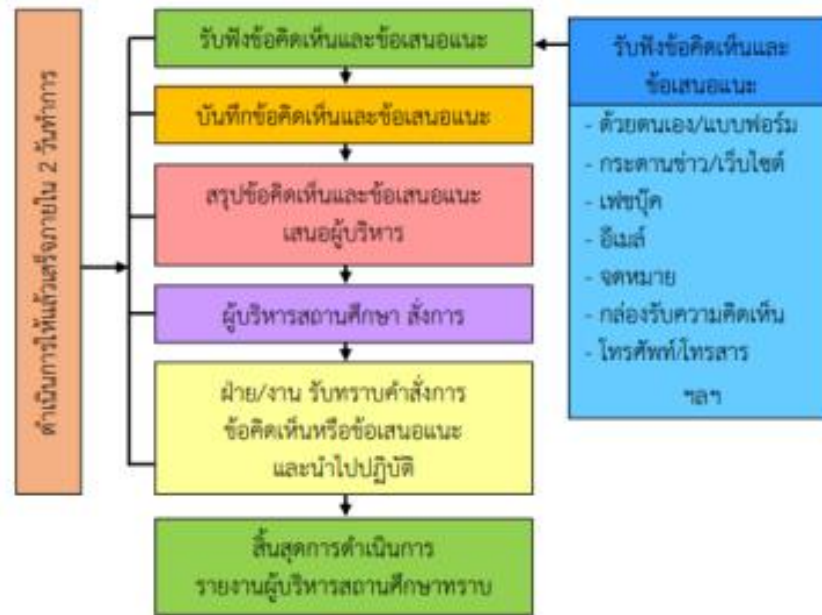 ดำเนินการให้แล้วเสร็จภายใน 2 วันทำการ
รับฟังข้อคิดเห็นและข้อเสนอแนะ
บันทึกข้อคิดเห็นและข้อเสนอแนะ
สรุปข้อคิดเห็นและข้อเสนอแนะ
เสนอผู้บริหาร
ผู้บริหารสถานศึกษา สั่งการ
ฝ่าย/งาน รับทราบคำสั่งการ
ข้อคิดเห็นหรือข้อเสนอแนะ
และนำไปปฏิบัติ
สิ้นสุดการดำเนินการ
รายงานผู้บริหารสถานศึกษาทราบ
รับฟังข้อคิดเห็นและ
ข้อเสนอแนะ
- ด้วยตนเอง/แบบฟอร์ม
- กระดานข่าว/เว็บไซต์
- เฟซบุ๊ค
- อีเมล์
- จดหมาย
- กล่องรับความคิดเห็น
- โทรศัพท์/โทรสาร
ฯลฯ